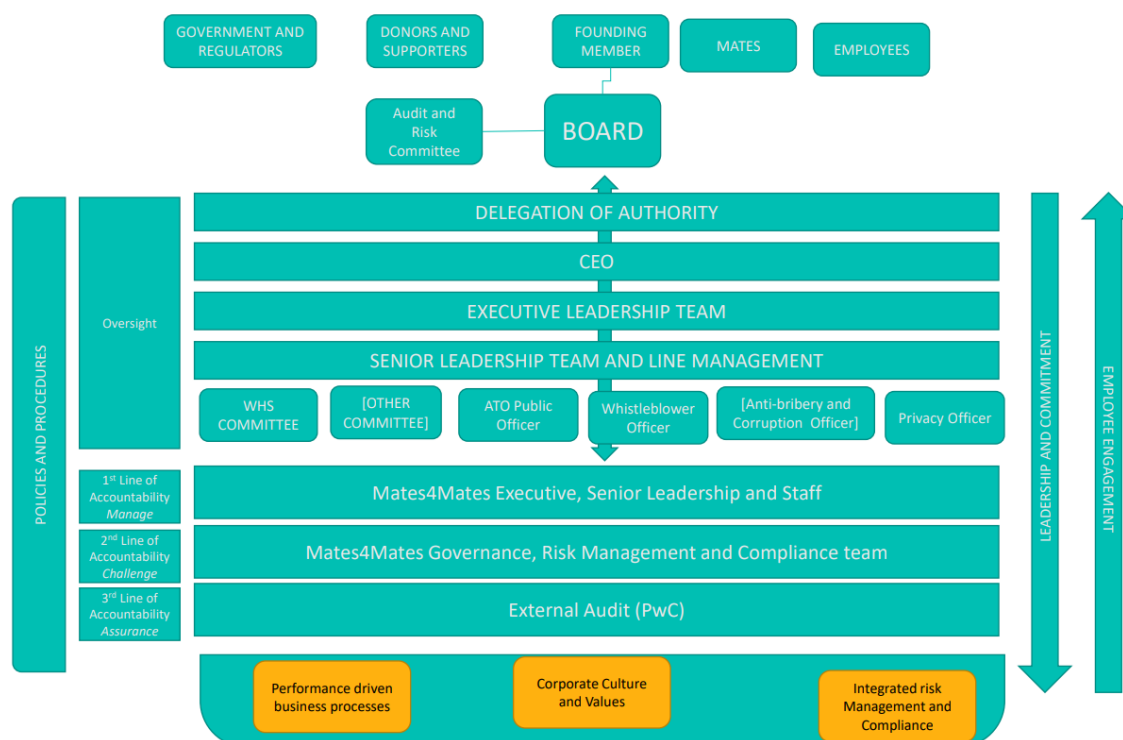 GOVERNMENT AND
REGULATORS
DONORS AND
SUPPORTERS
FOUNDING
MEMBER
MATES
EMPLOYEES
Audit and
Risk
Committee
BOARD
POLICIES AND PROCEDURES
Oversight
DELEGATION OF AUTHORITY
CEO
EXECUTIVE LEADERSHIP TEAM
SENIOR LEADERSHIP TEAM AND LINE MANAGEMENT
WHS
COMMITTEE
[OTHER
COMMITTEE]
ATO Public
Officer
Whistleblower
Officer
[Anti-bribery and
Corruption Officer]
Privacy Officer
1st Line of
Accountability
Manage
Mates4Mates Executive, Senior Leadership and Staff
2nd Line of
Accountability
Challenge
Mates4Mates Governance, Risk Management and Compliance team
3rd Line of
Accountability
Assurance
External Audit (PwC)
LEADERSHIP AND COMMITMENT
EMPLOYEE ENGAGEMENT
Performance driven
business processes
Corporate Culture
and Values
Integrated risk
Management and
Compliance